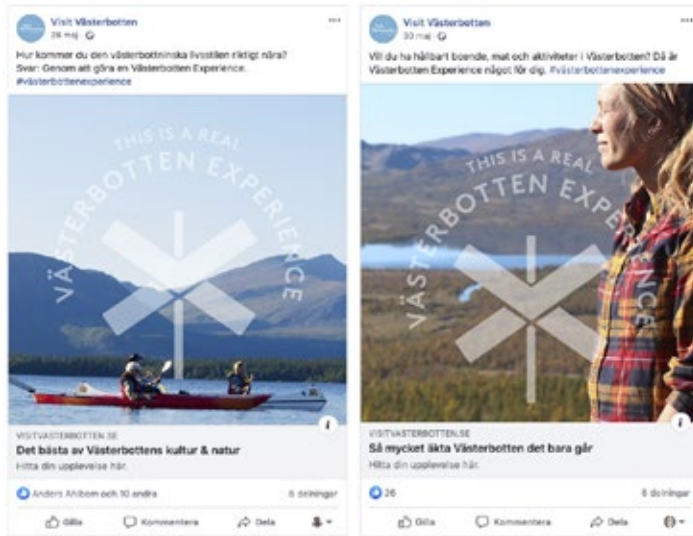 Visit Västerbotten
28 maj
Hur kommer du den västerbottninska livsstilen riktigt nära?
Svar: Genom att göra en Västerbotten Experience.
#västerbottenexperience
THIS IS A REAL
VÄSTERBOTTEN EXPERIENCE
VISITVASTERBOTTEN.SE
Det bästa av Västerbottens kultur & natur
Hitta din upplevelse här.
Anders Ahlbom och 10 andra
6 delningar
Gilla Kommentera Dela
Visit Västerbotten
30 maj
Vill du ha hållbart boende, mat och aktiviteter i Västerbotten? Då är
Västerbotten Experience något för dig. #västerbottenexperience
THIS IS A REAL
VÄSTERBOTTEN EXPERIENCE
VISITVASTERBOTTEN.SE
Så mycket äkta Västerbotten det bara går
Hitta din upplevelse här.
26
6 delningar
Gilla Kommentera Dela